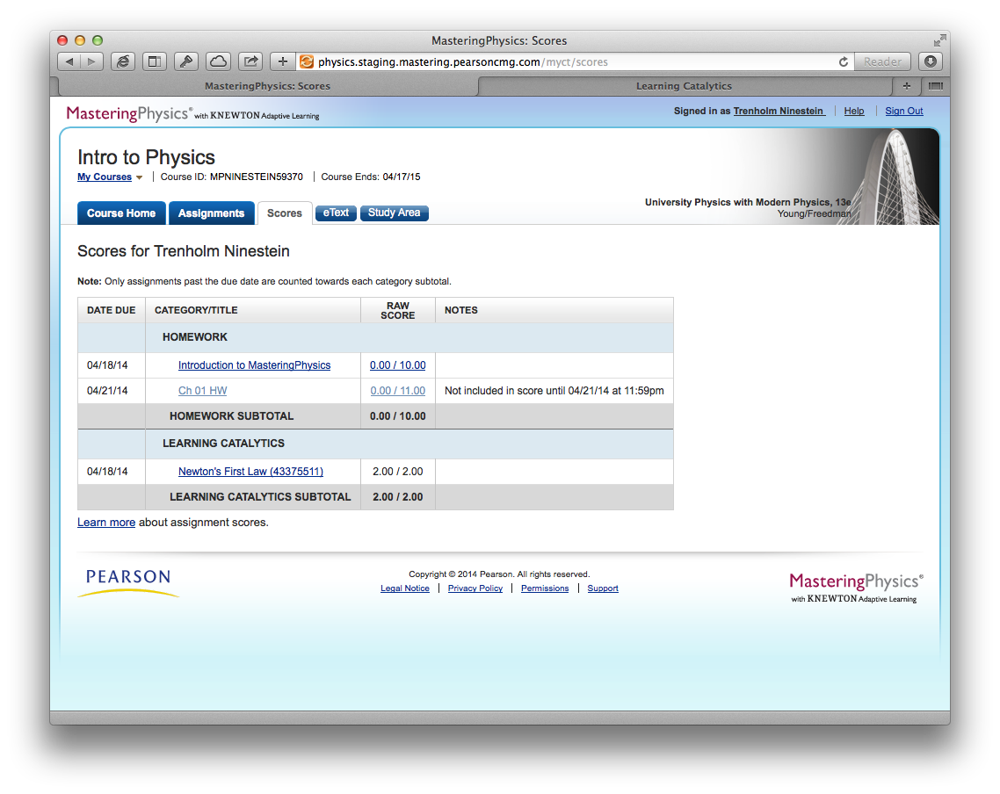 MasteringPhysics: Scores
physics.staging.mastering.pearsoncmg.com/myct/scores
Reader
MasteringPhysics: Scores
Learning Catalytics
MasteringPhysics® with KNEWTON Adaptive Learning
Signed in as Trenholm Ninestein | Help | Sign Out
Intro to Physics
My Courses | Course ID: MPNINESTEIN59370 | Course Ends: 04/17/15
Course Home Assignments Scores eText Study Area
University Physics with Modern Physics, 13e
Young/Freedman
Scores for Trenholm Ninestein
Note: Only assignments past the due date are counted towards each category subtotal.
DATE DUE CATEGORY/TITLE RAW SCORE NOTES
HOMEWORK
04/18/14 Introduction to MasteringPhysics 0.00 / 10.00
04/21/14 Ch 01 HW 0.00 / 11.00 Not included in score until 04/21/14 at 11:59pm
HOMEWORK SUBTOTAL 0.00 / 10.00
LEARNING CATALYTICS
04/18/14 Newton's First Law (43375511) 2.00 / 2.00
LEARNING CATALYTICS SUBTOTAL 2.00 / 2.00
Learn more about assignment scores.
PEARSON
Copyright © 2014 Pearson. All rights reserved.
Legal Notice | Privacy Policy | Permissions | Support
MasteringPhysics®
with KNEWTON Adaptive Learning